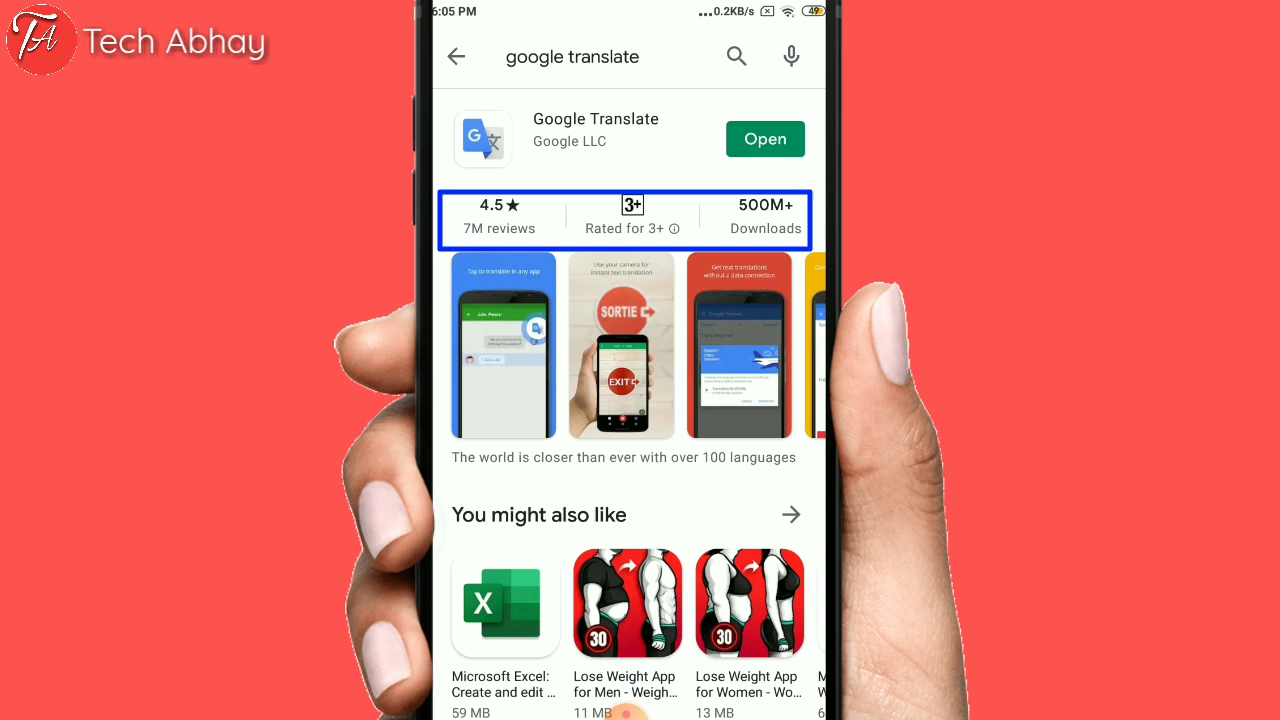 TA Tech Abhay
6:05 PM
...0.2KB/s
49
google translate
Google Translate
Google LLC
Open
4.5★
3+
500M+
7M reviews
Rated for 3+
Downloads
Tap to translate in any app
Use your camera for
instant text translation
Get text translations
without a data connection
SORTIE
EXIT
The world is closer than ever with over 100 languages
You might also like
X
30
30
Microsoft Excel:
Create and edit ...
59 MB
Lose Weight App
for Men - Weigh...
11 MB
Lose Weight App
for Women - Wo...
13 MB